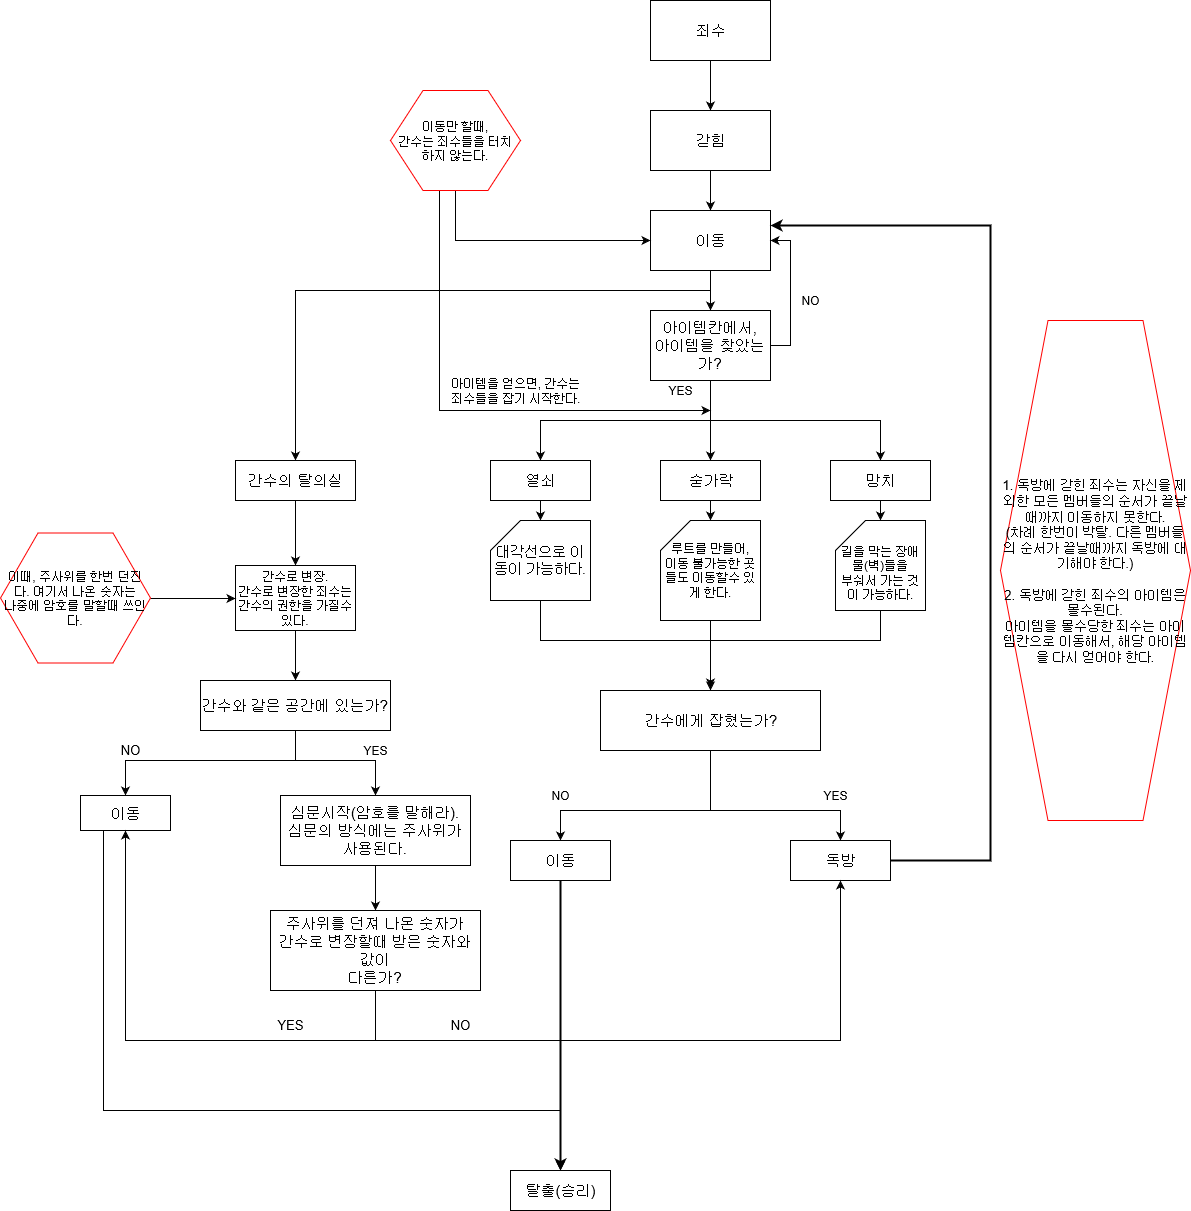 죄수
이동만 할때,
간수는 죄수들을 터치
하지 않는다.
갇힘
이동
NO
아이템칸에서,
아이템을 찾았는
가?
YES
아이템을 얻으면, 간수는
죄수들을 잡기 시작한다.
간수의 탈의실
열쇠
숟가락
망치
대각선으로 이
동이 가능하다.
루트를 만들어,
이동 불가능한 곳
들도 이동할수 있
게 한다.
길을 막는 장애
물(벽)들을
부숴서 가는 것
이 가능하다.
1. 독방에 갇힌 죄수는 자신을 제
외한 모든 멤버들의 순서가 끝날
때까지 이동하지 못한다.
(차례 한번이 박탈. 다른 멤버들
의 순서가 끝날때까지 독방에 대
기해야 한다.)
2. 독방에 갇힌 죄수의 아이템은
몰수된다.
아이템을 몰수당한 죄수는 아이
템칸으로 이동해서, 해당 아이템
을 다시 얻어야 한다.
이때, 주사위를 한번 던진
다. 여기서 나온 숫자는
나중에 암호를 말할때 쓰인
다.
간수로 변장.
간수로 변장한 죄수는
간수의 권한을 가질수
있다.
간수와 같은 공간에 있는가?
간수에게 잡혔는가?
NO
YES
이동
심문시작(암호를 말해라).
심문의 방식에는 주사위가
사용된다.
NO
YES
이동
독방
주사위를 던져 나온 숫자가
간수로 변장할때 받은 숫자와
값이
다른가?
YES
NO
탈출(승리)